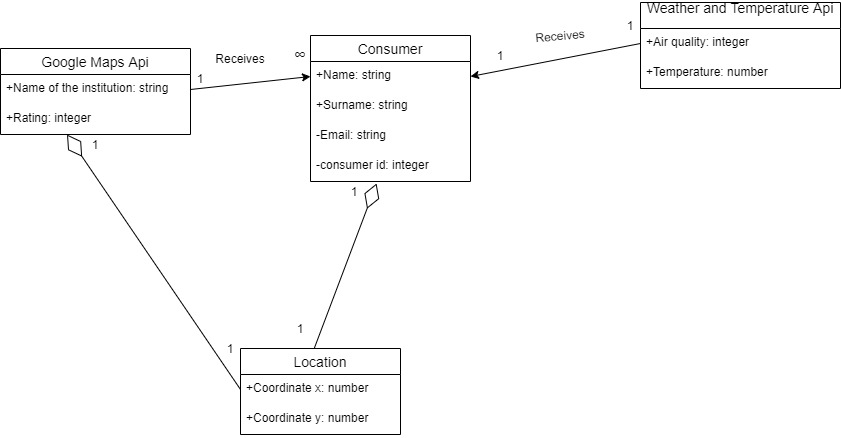 Weather and Temperature Api
+Air quality: integer
+Temperature: number
1
Receives
1
Consumer
+Name: string
+Surname: string
-Email: string
-consumer id: integer
∞
Receives
1
Google Maps Api
+Name of the institution: string
+Rating: integer
1
1
1
1
Location
+Coordinate x: number
+Coordinate y: number